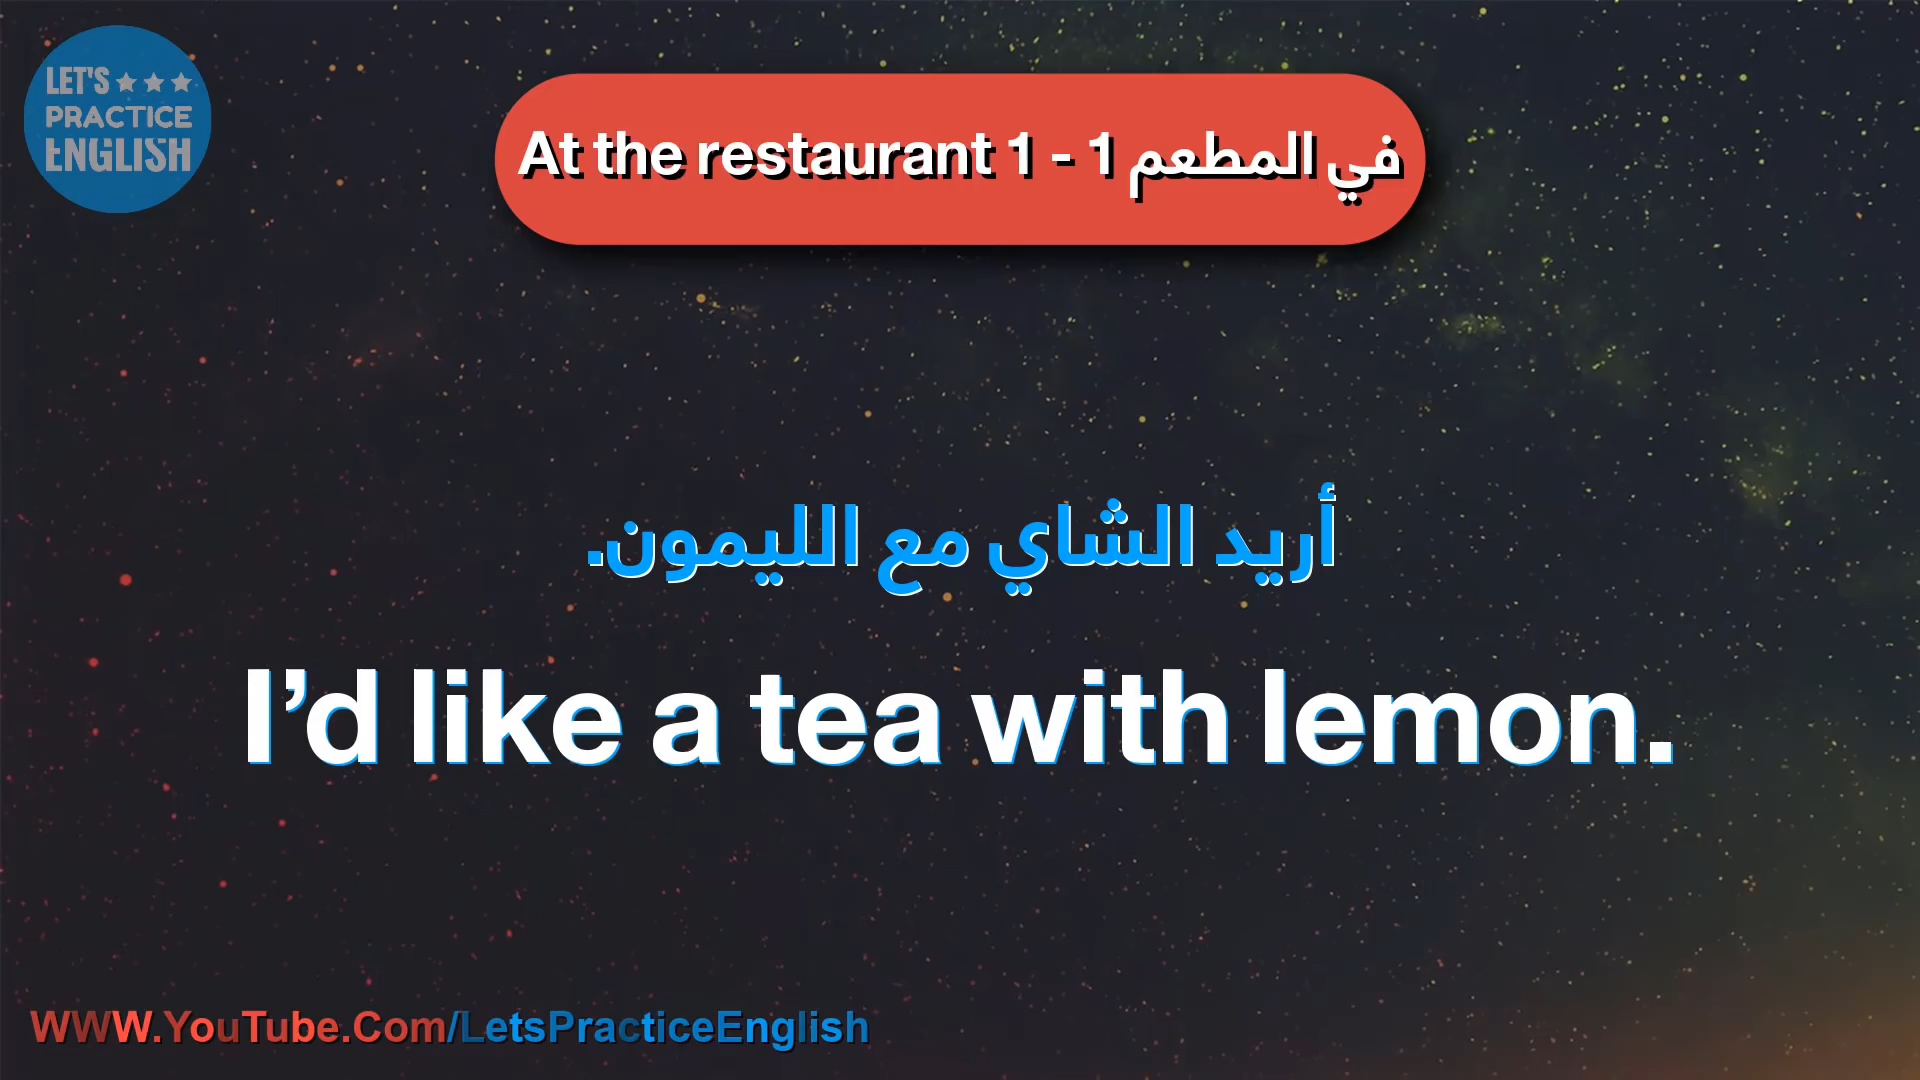 LET'S
PRACTICE
ENGLISH
At the restaurant 1 - 1 في المطعم
أريد الشاي مع الليمون.
I’d like a tea with lemon.
WWW.YouTube.Com/LetsPracticeEnglish